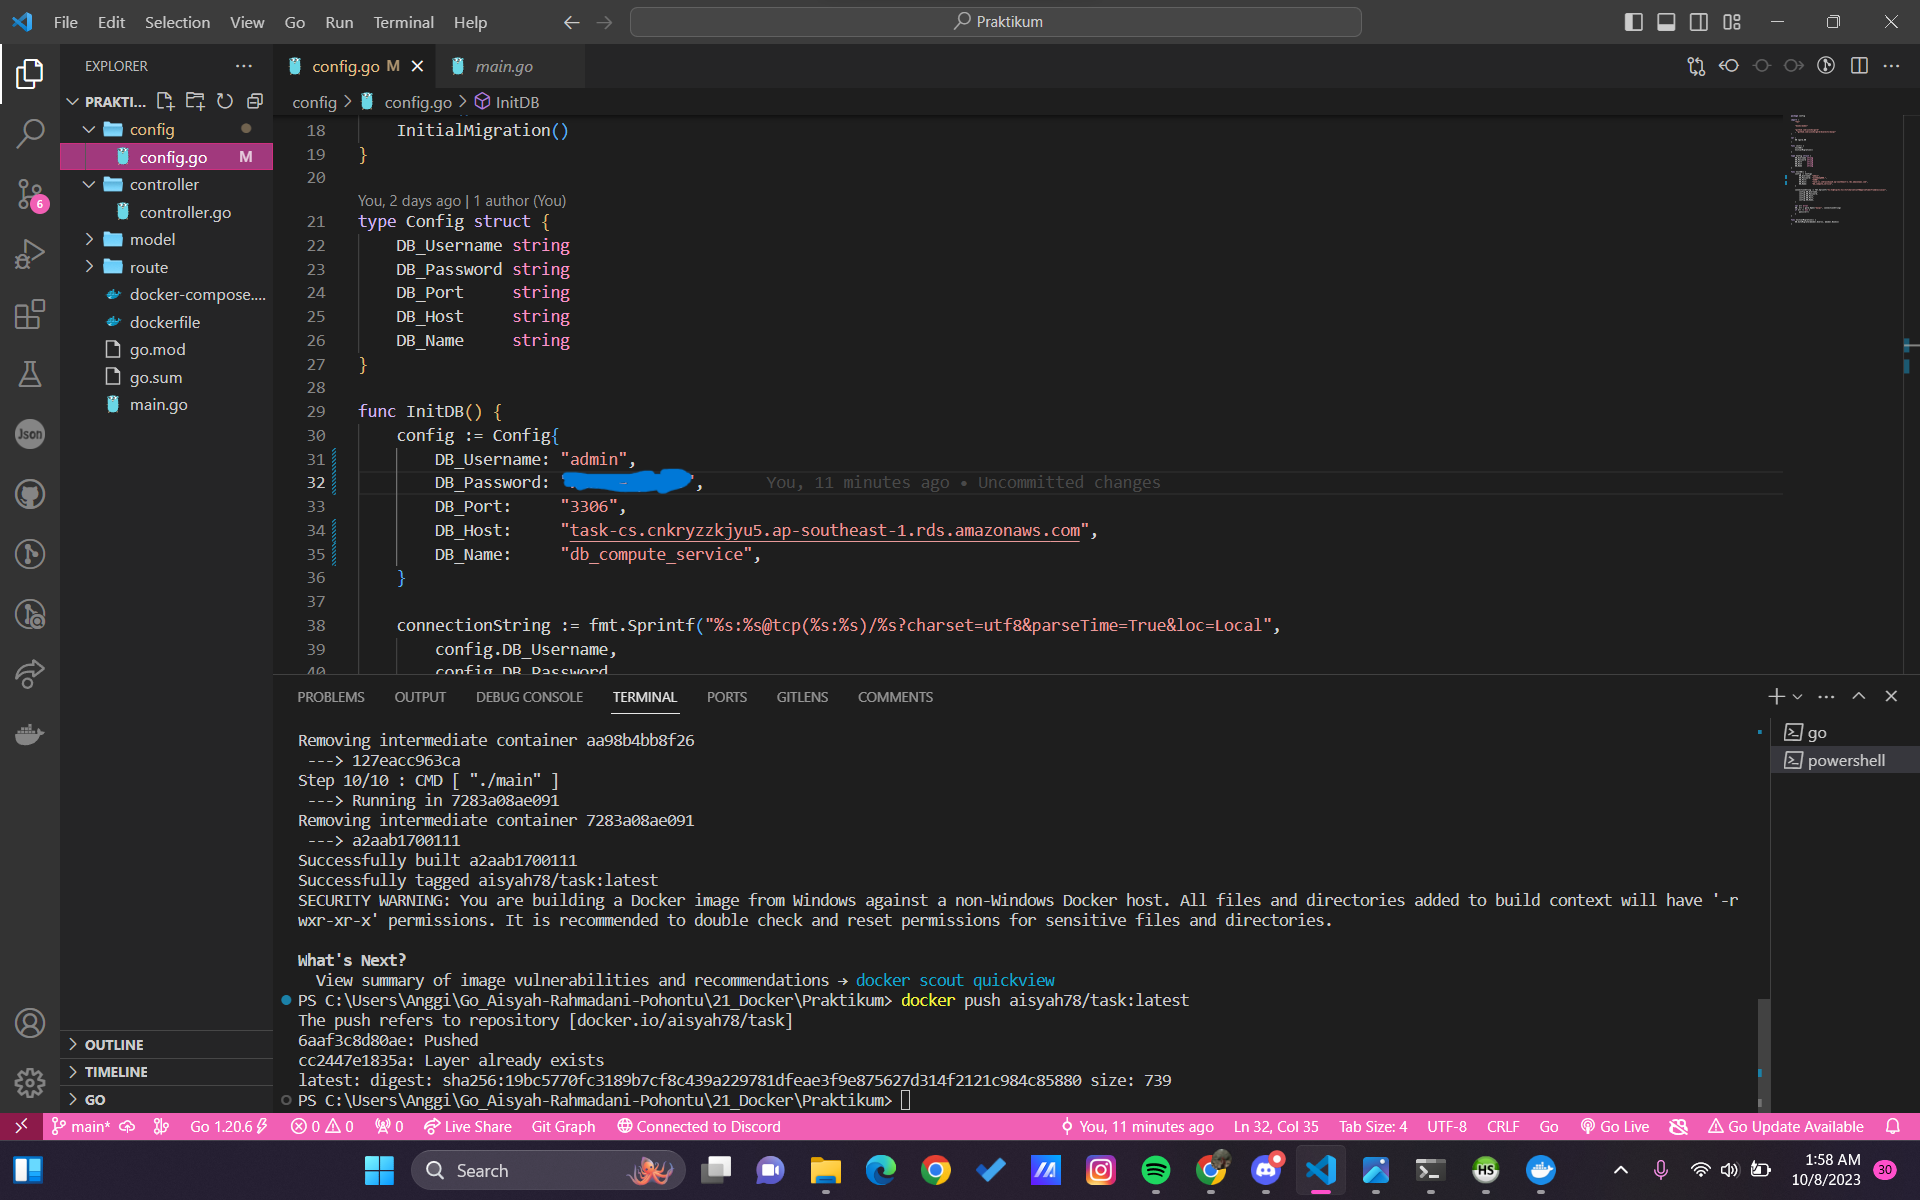 File Edit Selection View Go Run Terminal Help
Praktikum
EXPLORER
PRAKTI...
config
config.go M
controller
controller.go
model
route
docker-compose....
dockerfile
go.mod
go.sum
main.go
OUTLINE
TIMELINE
GO
6
Json
config.go M
main.go
config > config.go > InitDB
18 InitialMigration()
19 }
20
You, 2 days ago | 1 author (You)
21 type Config struct {
22 DB_Username string
23 DB_Password string
24 DB_Port string
25 DB_Host string
26 DB_Name string
27 }
28
29 func InitDB() {
30 config := Config{
31 DB_Username: "admin",
32 DB_Password: ", You, 11 minutes ago • Uncommitted changes
33 DB_Port: "3306",
34 DB_Host: "task-cs.cnkryzzkjyu5.ap-southeast-1.rds.amazonaws.com",
35 DB_Name: "db_compute_service",
36 }
37
38 connectionString := fmt.Sprintf("%s:%s@tcp(%s:%s)/%s?charset=utf8&parseTime=True&loc=Local",
39 config.DB_Username,
40 config.DB_Password
PROBLEMS OUTPUT DEBUG CONSOLE TERMINAL PORTS GITLENS COMMENTS
go
powershell
Removing intermediate container aa98b4bb8f26
---> 127eacc963ca
Step 10/10 : CMD [ "./main" ]
---> Running in 7283a08ae091
Removing intermediate container 7283a08ae091
---> a2aab1700111
Successfully built a2aab1700111
Successfully tagged aisyah78/task:latest
SECURITY WARNING: You are building a Docker image from Windows against a non-Windows Docker host. All files and directories added to build context will have '-r
wxr-xr-x' permissions. It is recommended to double check and reset permissions for sensitive files and directories.
What's Next?
View summary of image vulnerabilities and recommendations → docker scout quickview
PS C:\Users\Anggi\Go_Aisyah-Rahmadani-Pohontu\21_Docker\Praktikum> docker push aisyah78/task:latest
The push refers to repository [docker.io/aisyah78/task]
6aaf3c8d80ae: Pushed
cc2447e1835a: Layer already exists
latest: digest: sha256:19bc5770fc3189b7cf8c439a229781dfeae3f9e875627d314f2121c984c85880 size: 739
PS C:\Users\Anggi\Go_Aisyah-Rahmadani-Pohontu\21_Docker\Praktikum>
main* Go 1.20.6 0 0 0 Live Share Git Graph Connected to Discord You, 11 minutes ago Ln 32, Col 35 Tab Size: 4 UTF-8 CRLF Go Go Live Go Update Available
Search
HS
1:58 AM
10/8/2023
30